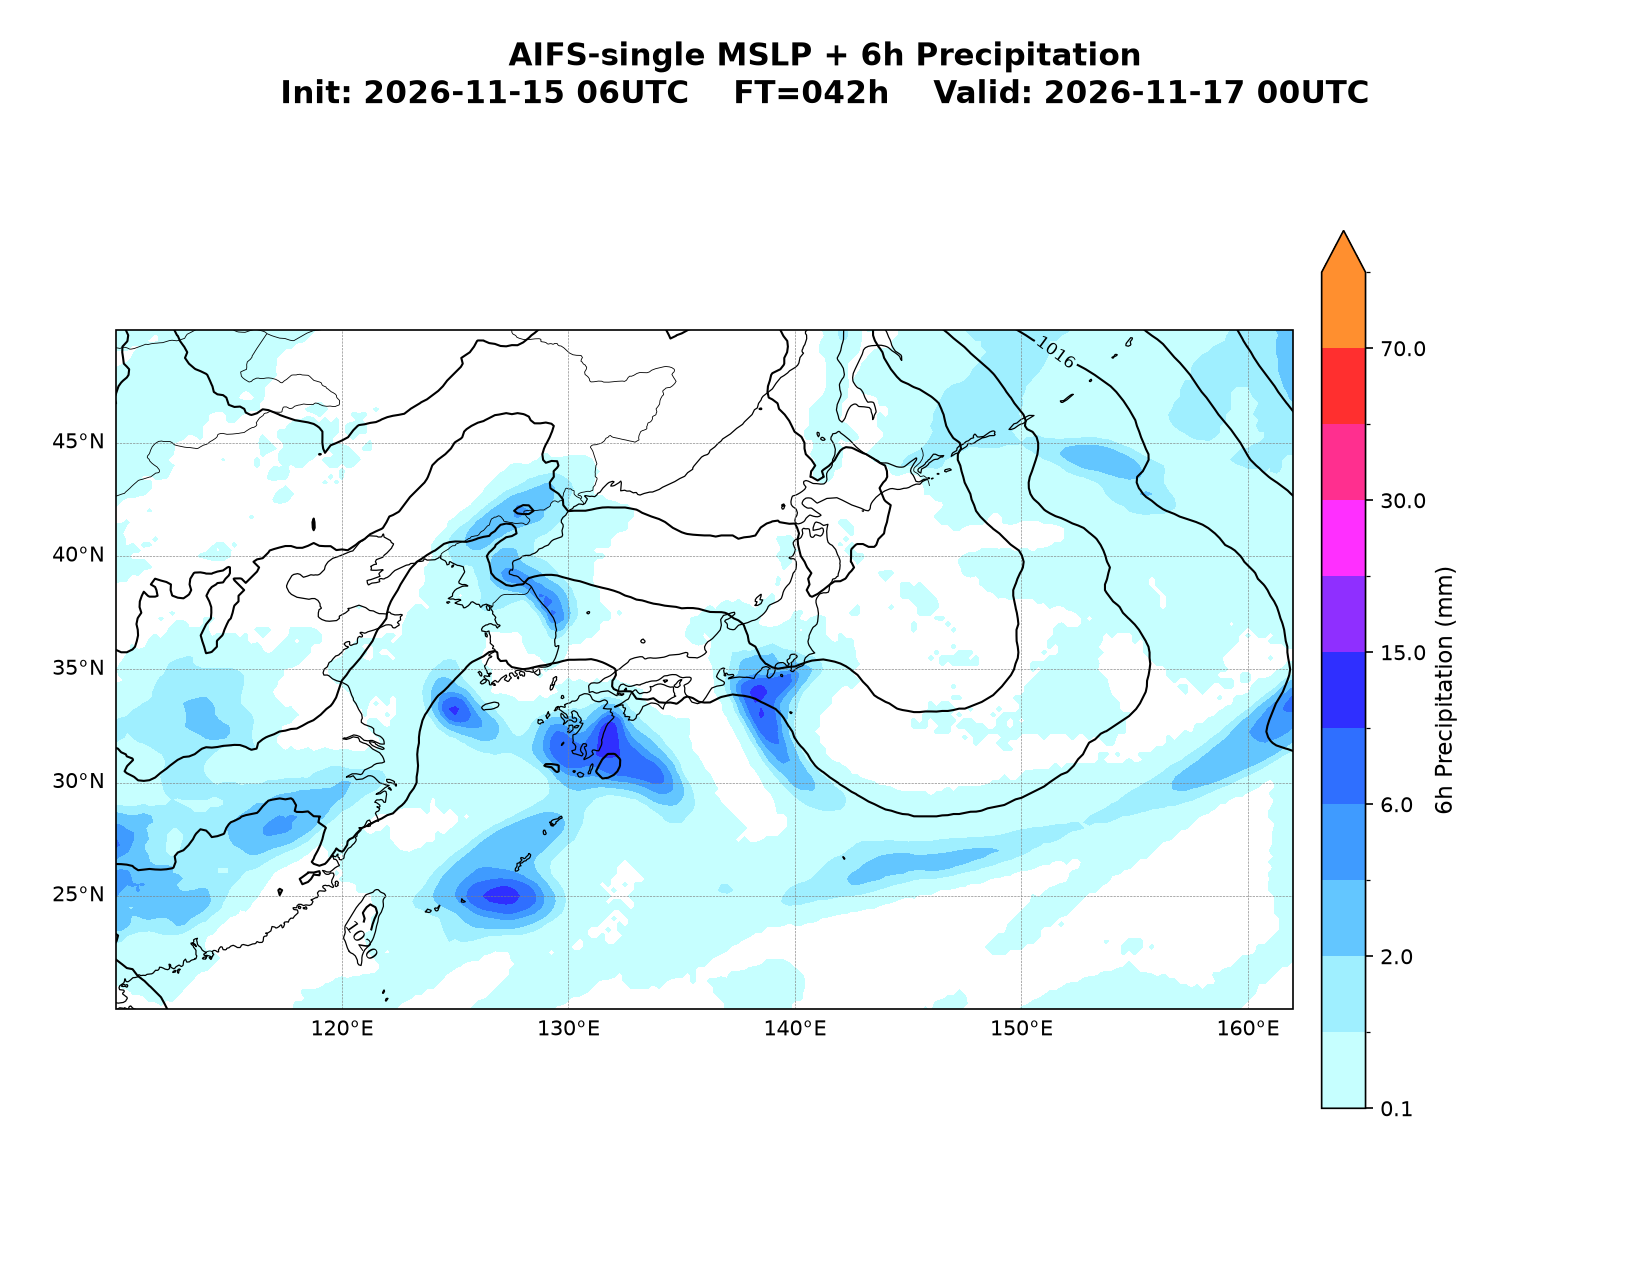 AIFS-single MSLP + 6h Precipitation
Init: 2026-11-15 06UTC    FT=042h    Valid: 2026-11-17 00UTC
1016
70.0
45°N
30.0
40°N
35°N
15.0
6h Precipitation (mm)
30°N
6.0
25°N
1020
2.0
120°E
130°E
140°E
150°E
160°E
0.1